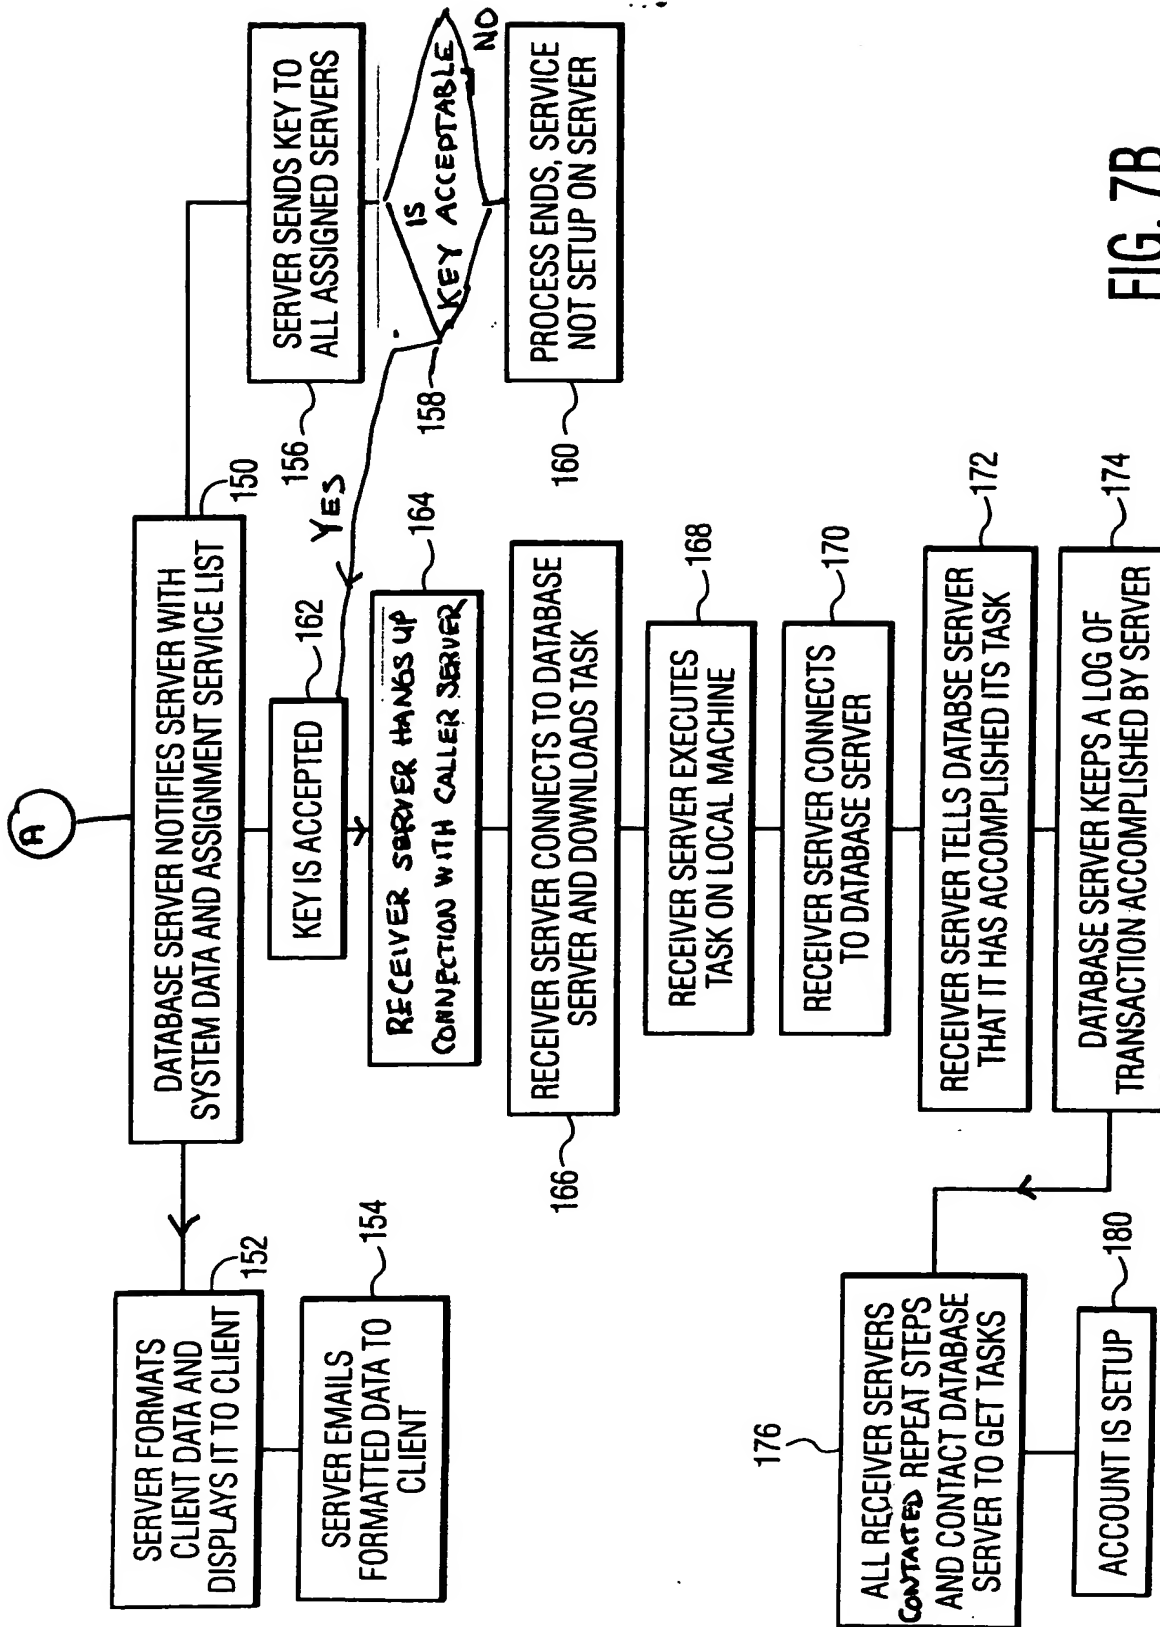 A
DATABASE SERVER NOTIFIES SERVER WITH
SYSTEM DATA AND ASSIGNMENT SERVICE LIST
150
SERVER FORMATS
CLIENT DATA AND
DISPLAYS IT TO CLIENT
152
SERVER EMAILS
FORMATTED DATA TO
CLIENT
154
SERVER SENDS KEY TO
ALL ASSIGNED SERVERS
156
IS
KEY ACCEPTABLE
158
NO
YES
PROCESS ENDS, SERVICE
NOT SETUP ON SERVER
160
KEY IS ACCEPTED
162
RECEIVER SERVER HANGS UP
CONNECTION WITH CALLER SERVER
164
RECEIVER SERVER CONNECTS TO DATABASE
SERVER AND DOWNLOADS TASK
166
RECEIVER SERVER EXECUTES
TASK ON LOCAL MACHINE
168
RECEIVER SERVER CONNECTS
TO DATABASE SERVER
170
RECEIVER SERVER TELLS DATABSE SERVER
THAT IT HAS ACCOMPLISHED ITS TASK
172
DATABASE SERVER KEEPS A LOG OF
TRANSACTION ACCOMPLISHED BY SERVER
174
ALL RECEIVER SERVERS
CONTACTED REPEAT STEPS
AND CONTACT DATABASE
SERVER TO GET TASKS
176
ACCOUNT IS SETUP
180
FIG. 7B